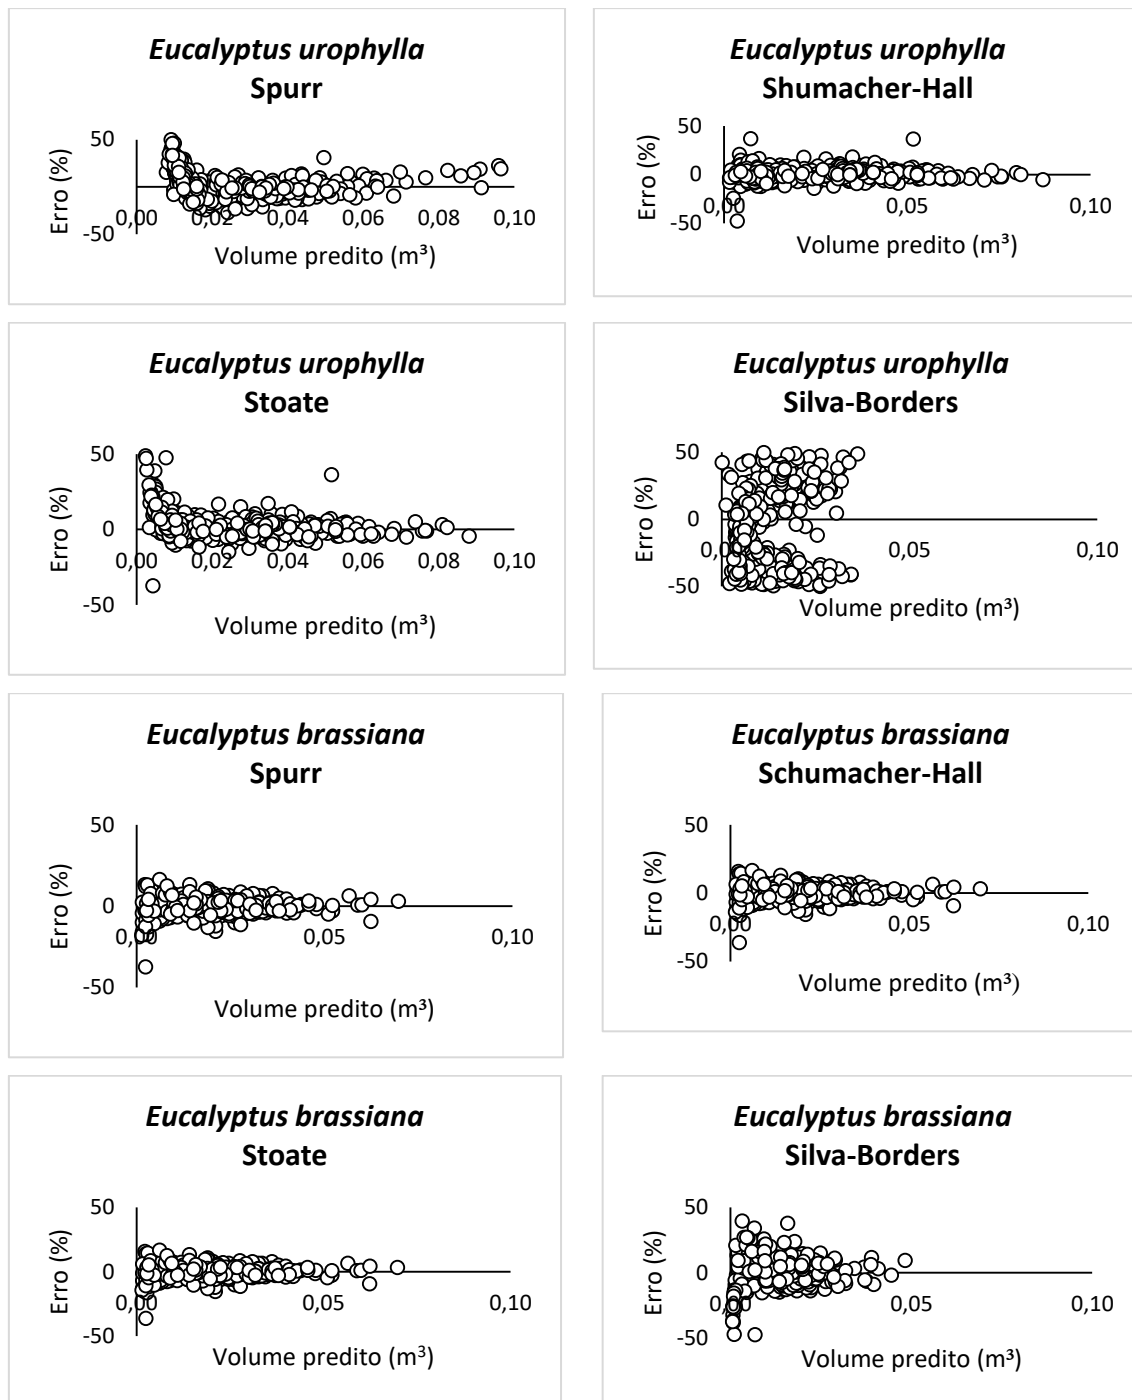 Eucalyptus urophylla
Spurr
50
-50
0,00
0,02
0,04
0,06
0,08
0,10
Erro (%)
Volume predito (m³)
Eucalyptus urophylla
Shumacher-Hall
50
0
-50
0,00
0,05
0,10
Erro (%)
Volume predito (m³)
Eucalyptus urophylla
Stoate
50
0
-50
0,00
0,02
0,04
0,06
0,08
0,10
Erro (%)
Volume predito (m³)
Eucalyptus urophylla
Silva-Borders
50
0
-50
0,05
0,10
Erro (%)
Volume predito (m³)
Eucalyptus brassiana
Spurr
50
0
-50
0,00
0,05
0,10
Erro (%)
Volume predito (m³)
Eucalyptus brassiana
Schumacher-Hall
50
0
-50
0,00
0,05
0,10
Erro (%)
Volume predito (m³)
Eucalyptus brassiana
Stoate
50
0
-50
0,00
0,05
0,10
Erro (%)
Volume predito (m³)
Eucalyptus brassiana
Silva-Borders
50
0
-50
0,00
0,05
0,10
Erro (%)
Volume predito (m³)